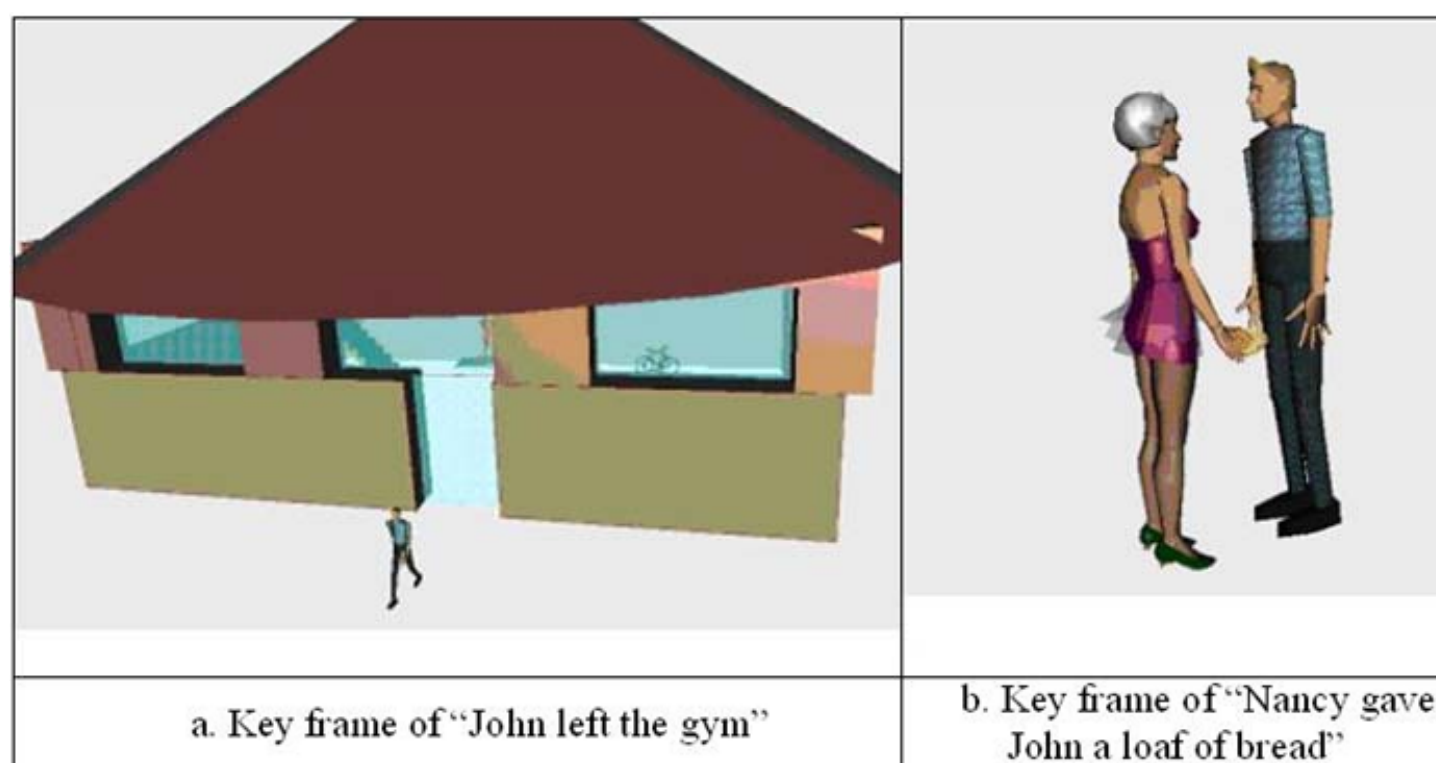 a. Key frame of “John left the gym”
b. Key frame of “Nancy gave
John a loaf of bread”